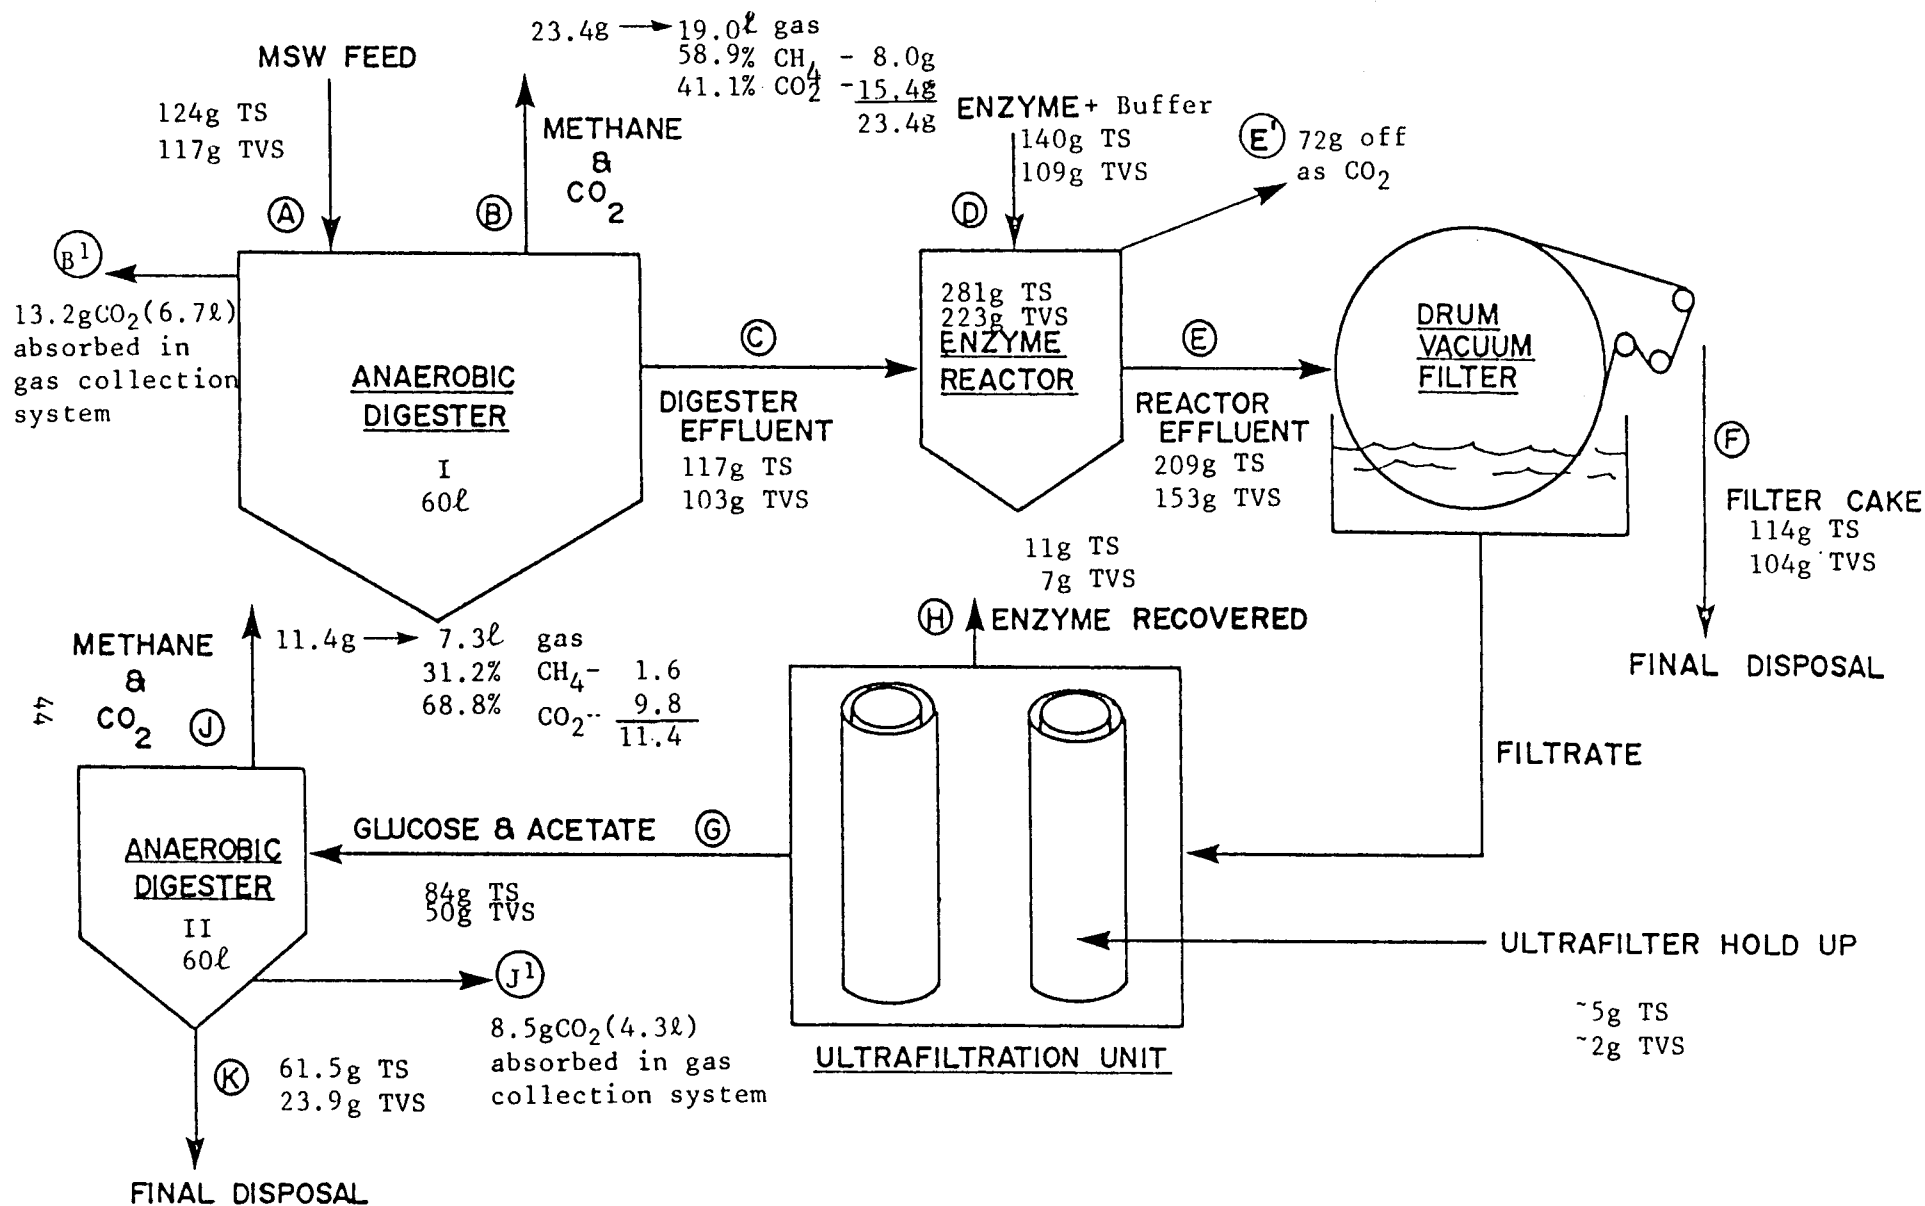 23.4g → 19.0ℓ gas
58.9% CH4 - 8.0g
41.1% CO2 -15.4g
23.4g
MSW FEED
124g TS
117g TVS
METHANE
&
CO2
ENZYME + Buffer
140g TS
109g TVS
E' 72g off
as CO2
A
B
D
B1
13.2gCO2(6.7ℓ)
absorbed in
gas collection
system
ANAEROBIC
DIGESTER
I
60ℓ
C
DIGESTER
EFFLUENT
117g TS
103g TVS
281g TS
223g TVS
ENZYME
REACTOR
E
REACTOR
EFFLUENT
209g TS
153g TVS
DRUM
VACUUM
FILTER
F
FILTER CAKE
114g TS
104g TVS
FINAL DISPOSAL
11g TS
7g TVS
H ENZYME RECOVERED
METHANE
&
CO2
J
11.4g → 7.3ℓ gas
31.2% CH4- 1.6
68.8% CO2-- 9.8
11.4
44
FILTRATE
GLUCOSE & ACETATE G
84g TS
50g TVS
ANAEROBIC
DIGESTER
II
60ℓ
J1
8.5gCO2(4.3ℓ)
absorbed in gas
collection system
ULTRAFILTER HOLD UP
~5g TS
~2g TVS
ULTRAFILTRATION UNIT
K
61.5g TS
23.9g TVS
FINAL DISPOSAL